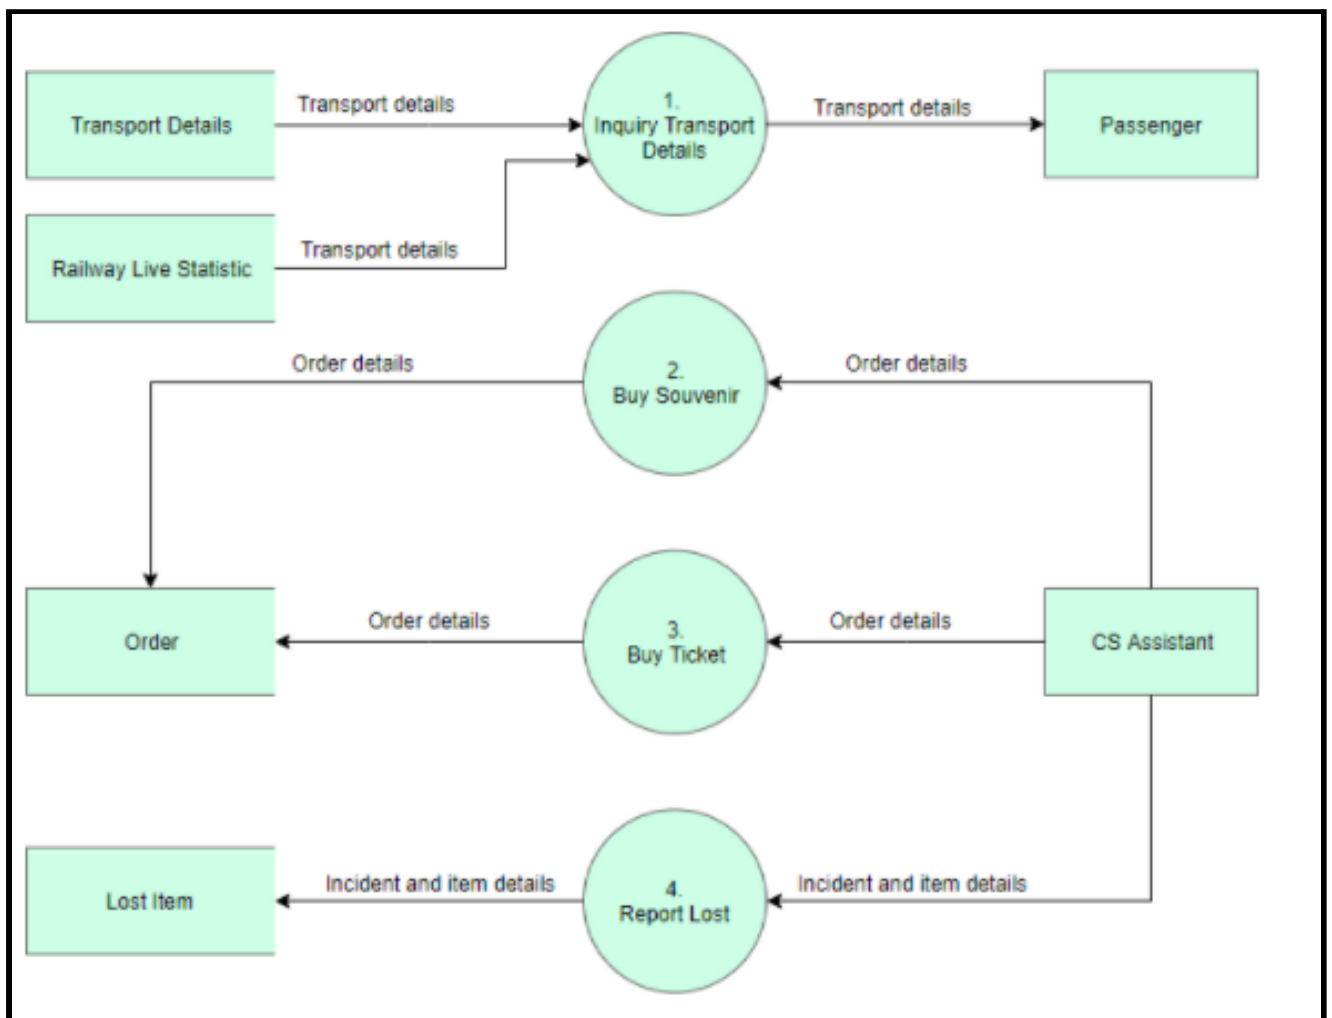 Transport Details
Transport details
1.
Inquiry Transport
Details
Transport details
Passenger
Railway Live Statistic
Transport details
Order details
2.
Buy Souvenir
Order details
Order
Order details
3.
Buy Ticket
Order details
CS Assistant
Lost Item
Incident and item details
4.
Report Lost
Incident and item details